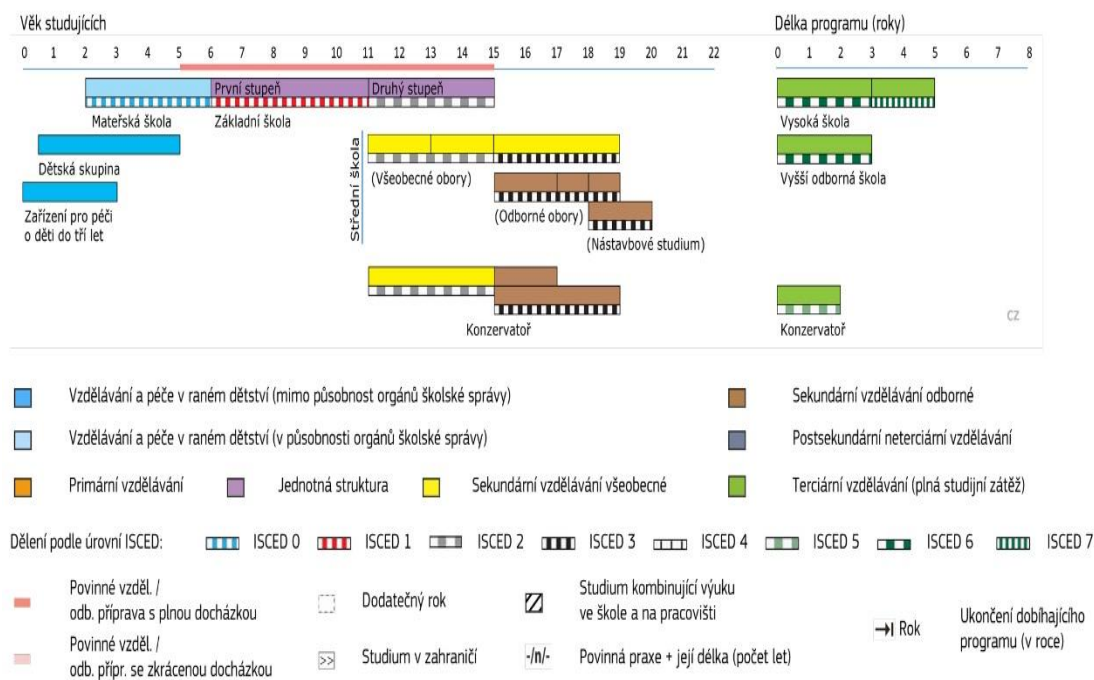 Věk studujících
Délka programu (roky)
0 1 2 3 4 5 6 7 8 9 10 11 12 13 14 15 16 17 18 19 20 21 22
0 1 2 3 4 5 6 7 8
První stupeň
Druhý stupeň
Mateřská škola
Základní škola
Vysoká škola
Dětská skupina
Střední škola
(Všeobecné obory)
Vyšší odborná škola
Zařízení pro péči
o děti do tří let
(Odborné obory)
(Nástavbové studium)
Konzervatoř
Konzervatoř
CZ
Vzdělávání a péče v raném dětství (mimo působnost orgánů školské správy)
Sekundární vzdělávání odborné
Vzdělávání a péče v raném dětství (v působnosti orgánů školské správy)
Postsekundární neterciární vzdělávání
Primární vzdělávání
Jednotná struktura
Sekundární vzdělávání všeobecné
Terciární vzdělávání (plná studijní zátěž)
Dělení podle úrovní ISCED:
ISCED 0
ISCED 1
ISCED 2
ISCED 3
ISCED 4
ISCED 5
ISCED 6
ISCED 7
Povinné vzděl. /
odb. příprava s plnou docházkou
Dodatečný rok
Studium kombinující výuku
ve škole a na pracovišti
Rok
Ukončení dobíhajícího
programu (v roce)
Povinné vzděl. /
odb. přípr. se zkrácenou docházkou
>>
Studium v zahraničí
-/n/-
Povinná praxe + její délka (počet let)